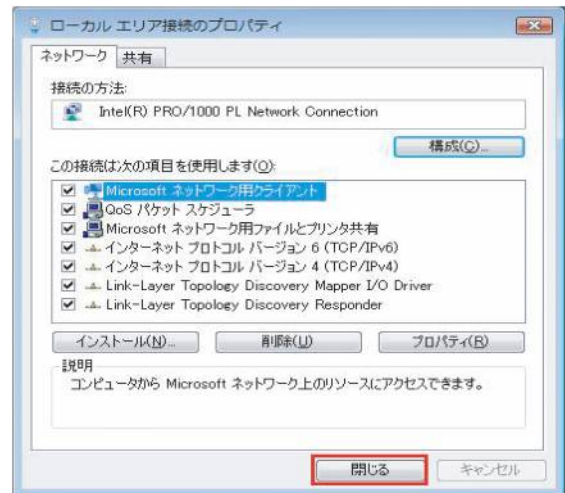 ローカル エリア接続のプロパティ
ネットワーク 共有
接続の方法:
Intel(R) PRO/1000 PL Network Connection
構成(C)...
この接続は次の項目を使用します(O):
Microsoft ネットワーク用クライアント
QoS パケット スケジューラ
Microsoft ネットワーク用ファイルとプリンタ共有
インターネット プロトコル バージョン 6 (TCP/IPv6)
インターネット プロトコル バージョン 4 (TCP/IPv4)
Link-Layer Topology Discovery Mapper I/O Driver
Link-Layer Topology Discovery Responder
インストール(N)... 削除(U) プロパティ(R)
説明
コンピュータから Microsoft ネットワーク上のリソースにアクセスできます。
閉じる キャンセル